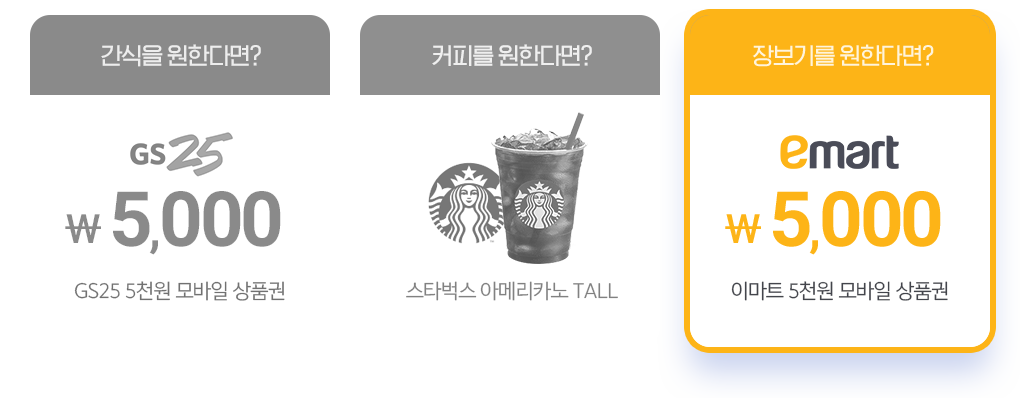 간식을 원한다면?
GS25
₩ 5,000
GS25 5천원 모바일 상품권
커피를 원한다면?
스타벅스 아메리카노 TALL
장보기를 원한다면?
emart
₩ 5,000
이마트 5천원 모바일 상품권